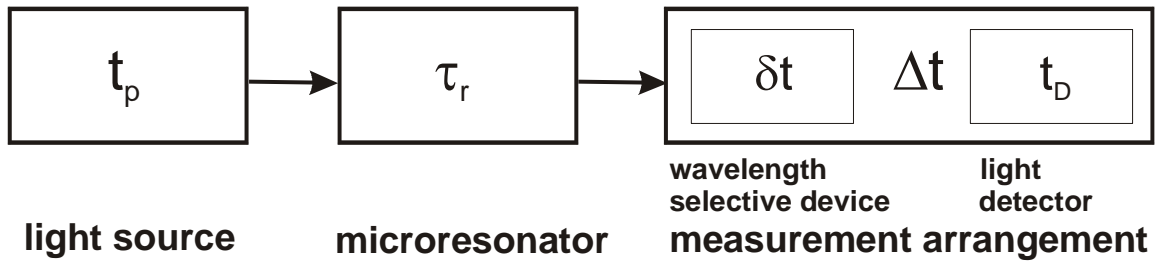 t_p
τ_r
δt Δt t_D
wavelength
selective device
light
detector
light source
microresonator
measurement arrangement